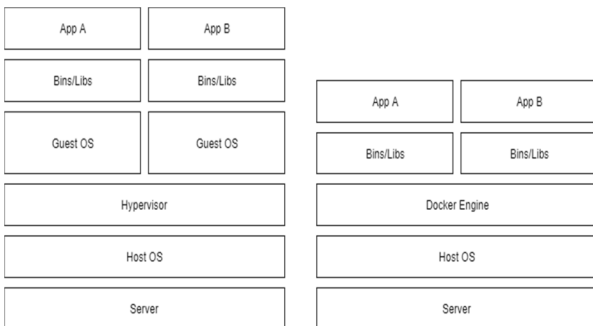 App A
App B
Bins/Libs
Bins/Libs
Guest OS
Guest OS
Hypervisor
Host OS
Server
App A
App B
Bins/Libs
Bins/Libs
Docker Engine
Host OS
Server